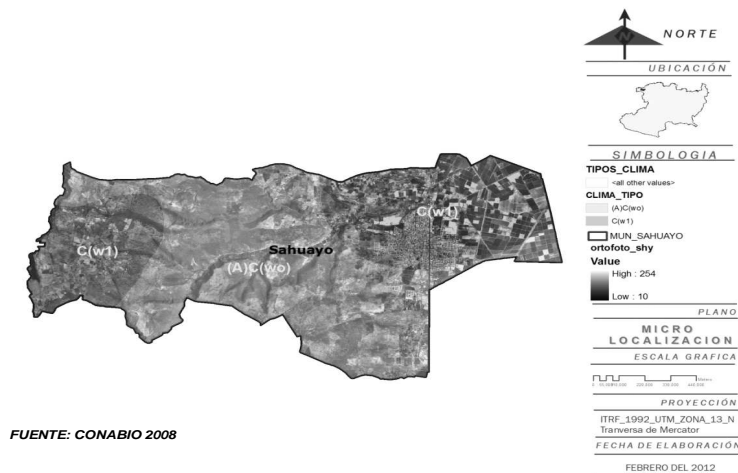 C(w1)
Sahuayo
(A)C(wo)
C(w1)
FUENTE: CONABIO 2008
NORTE
UBICACIÓN
SIMBOLOGIA
TIPOS_CLIMA
<all other values>
CLIMA_TIPO
(A)C(wo)
C(w1)
MUN_SAHUAYO
ortofoto_shy
Value
High : 254
Low : 10
PLANO
MICRO
LOCALIZACION
ESCALA GRAFICA
PROYECCIÓN
ITRF_1992_UTM_ZONA_13_N
Tranversa de Mercator
FECHA DE ELABORACIÓN
FEBRERO DEL 2012